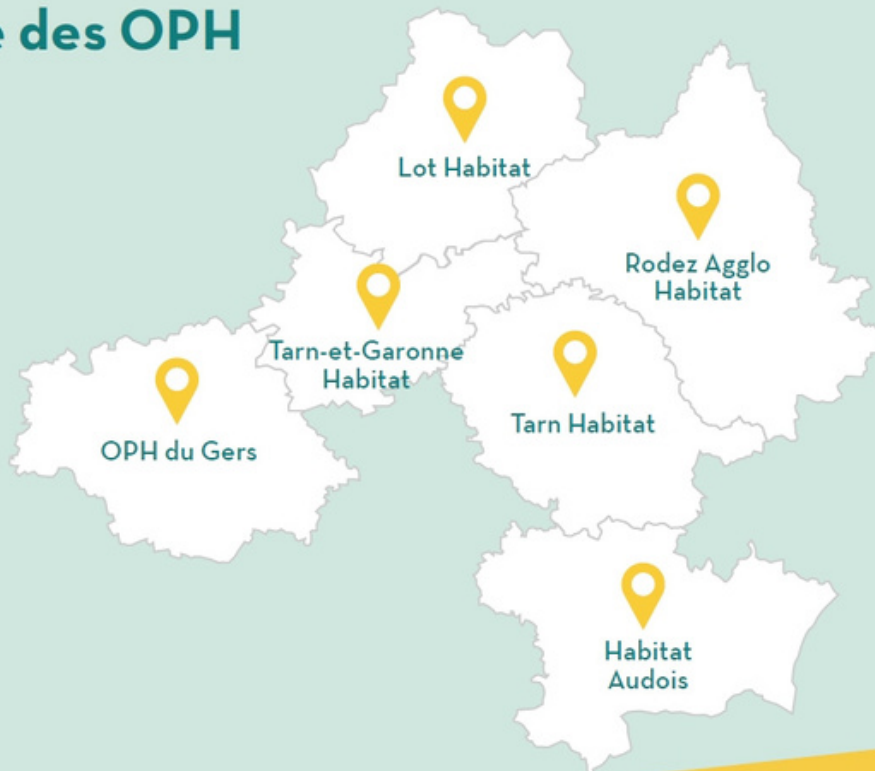 des OPH
Lot Habitat
Rodez Agglo
Habitat
Tarn-et-Garonne
Habitat
Tarn Habitat
OPH du Gers
Habitat
Audois